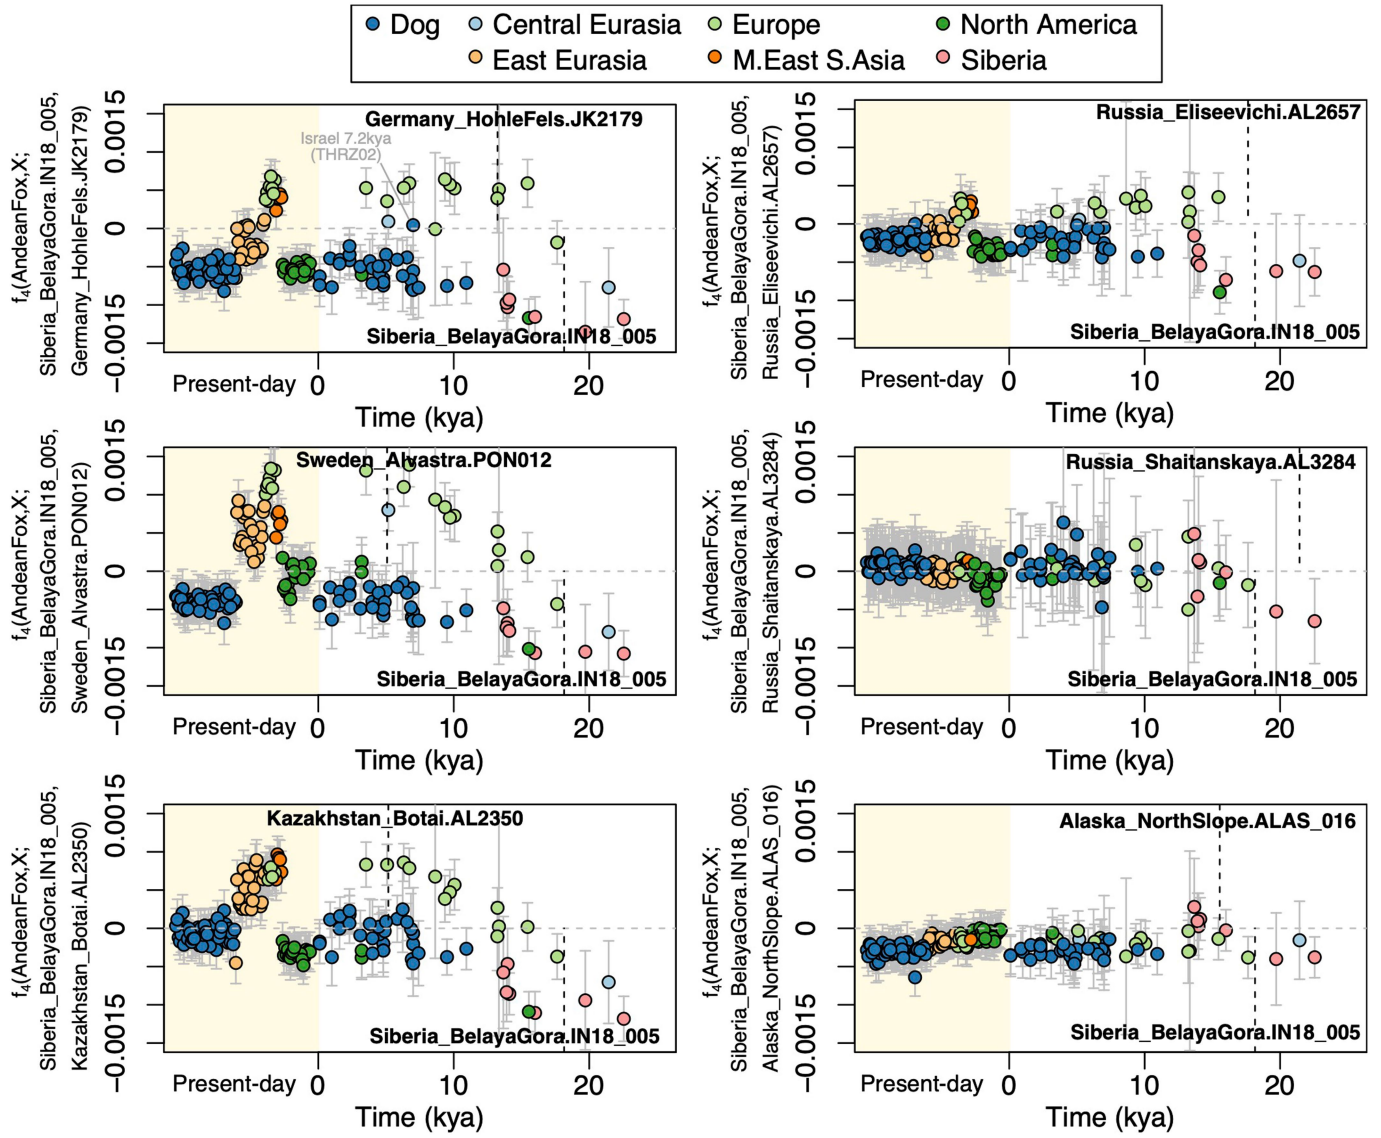 Dog Central Eurasia Europe North America
East Eurasia M.East S.Asia Siberia
f4(AndeanFox,X;
Siberia_BelayaGora.IN18_005,
Germany_HohleFels.JK2179)
0.0015
0
−0.0015
Germany_HohleFels.JK2179
Israel 7.2kya
(THRZ02)
Siberia_BelayaGora.IN18_005
Present-day 0 10 20
Time (kya)
f4(AndeanFox,X;
Siberia_BelayaGora.IN18_005,
Russia_Eliseevichi.AL2657)
0.0015
0
−0.0015
Russia_Eliseevichi.AL2657
Siberia_BelayaGora.IN18_005
Present-day 0 10 20
Time (kya)
f4(AndeanFox,X;
Siberia_BelayaGora.IN18_005,
Sweden_Alvastra.PON012)
0.0015
0
−0.0015
Sweden_Alvastra.PON012
Siberia_BelayaGora.IN18_005
Present-day 0 10 20
Time (kya)
f4(AndeanFox,X;
Siberia_BelayaGora.IN18_005,
Russia_Shaitanskaya.AL3284)
0.0015
0
−0.0015
Russia_Shaitanskaya.AL3284
Siberia_BelayaGora.IN18_005
Present-day 0 10 20
Time (kya)
f4(AndeanFox,X;
Siberia_BelayaGora.IN18_005,
Kazakhstan_Botai.AL2350)
0.0015
0
−0.0015
Kazakhstan_Botai.AL2350
Siberia_BelayaGora.IN18_005
Present-day 0 10 20
Time (kya)
f4(AndeanFox,X;
Siberia_BelayaGora.IN18_005,
Alaska_NorthSlope.ALAS_016)
0.0015
0
−0.0015
Alaska_NorthSlope.ALAS_016
Siberia_BelayaGora.IN18_005
Present-day 0 10 20
Time (kya)